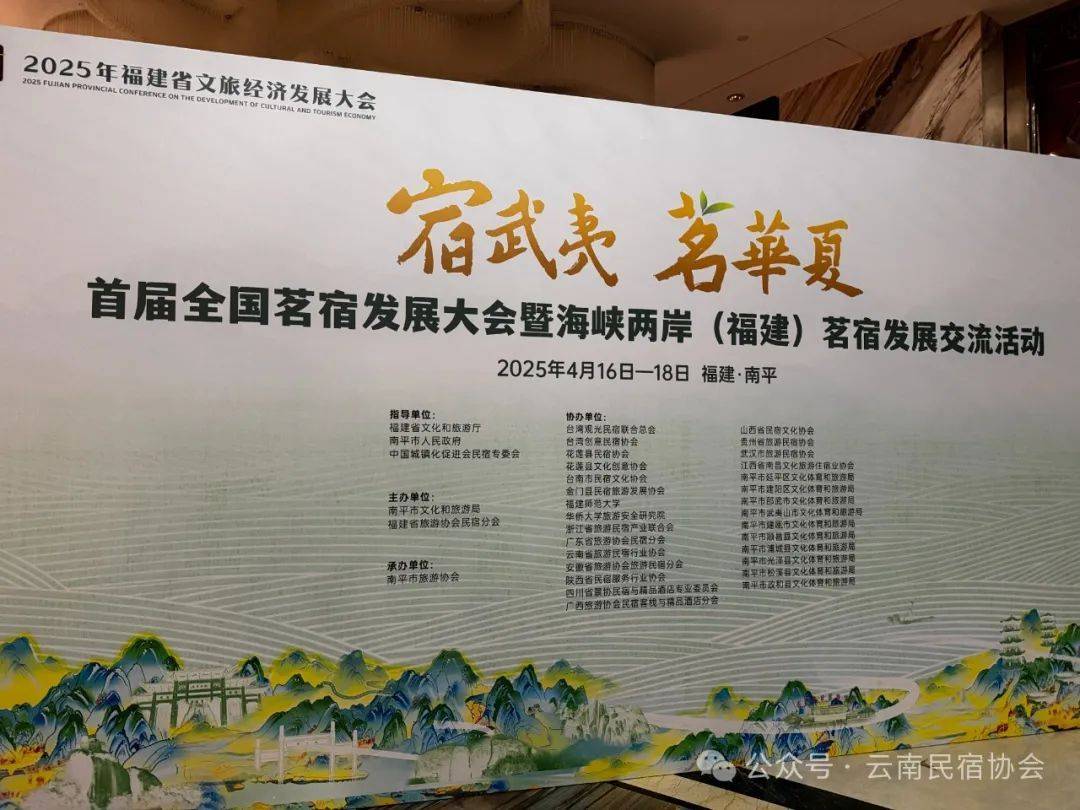 2025年福建省文旅经济发展大会
2025 FUJIAN PROVINCIAL CONFERENCE ON THE DEVELOPMENT OF CULTURAL AND TOURISM ECONOMY
宿武夷 茗華夏
首届全国茗宿发展大会暨海峡两岸（福建）茗宿发展交流活动
2025年4月16日—18日 福建·南平
指导单位：
福建省文化和旅游厅
南平市人民政府
中国城镇化促进会民宿专委会
主办单位：
南平市文化和旅游局
福建省旅游协会民宿分会
承办单位：
南平市旅游协会
协办单位：
台湾观光民宿联合总会
台湾创意民宿协会
花莲县民宿协会
花莲县文化创意协会
台南市民宿文化协会
金门县民宿旅游发展协会
福建师范大学
华侨大学旅游安全研究院
浙江省旅游民宿产业联合会
广东省旅游协会民宿分会
云南省旅游民宿行业协会
安徽省旅游协会旅游民宿分会
陕西省民宿服务行业协会
四川省景协民宿与精品酒店专业委员会
广西旅游协会民宿客栈与精品酒店分会
山西省民宿文化协会
贵州省旅游民宿协会
武汉市旅游民宿协会
江西省南昌文化旅游住宿业协会
南平市延平区文化体育和旅游局
南平市建阳区文化体育和旅游局
南平市邵武市文化体育和旅游局
南平市武夷山市文化体育和旅游局
南平市建瓯市文化体育和旅游局
南平市顺昌县文化体育和旅游局
南平市浦城县文化体育和旅游局
南平市光泽县文化体育和旅游局
南平市松溪县文化体育和旅游局
南平市政和县文化体育和旅游局
公众号 · 云南民宿协会